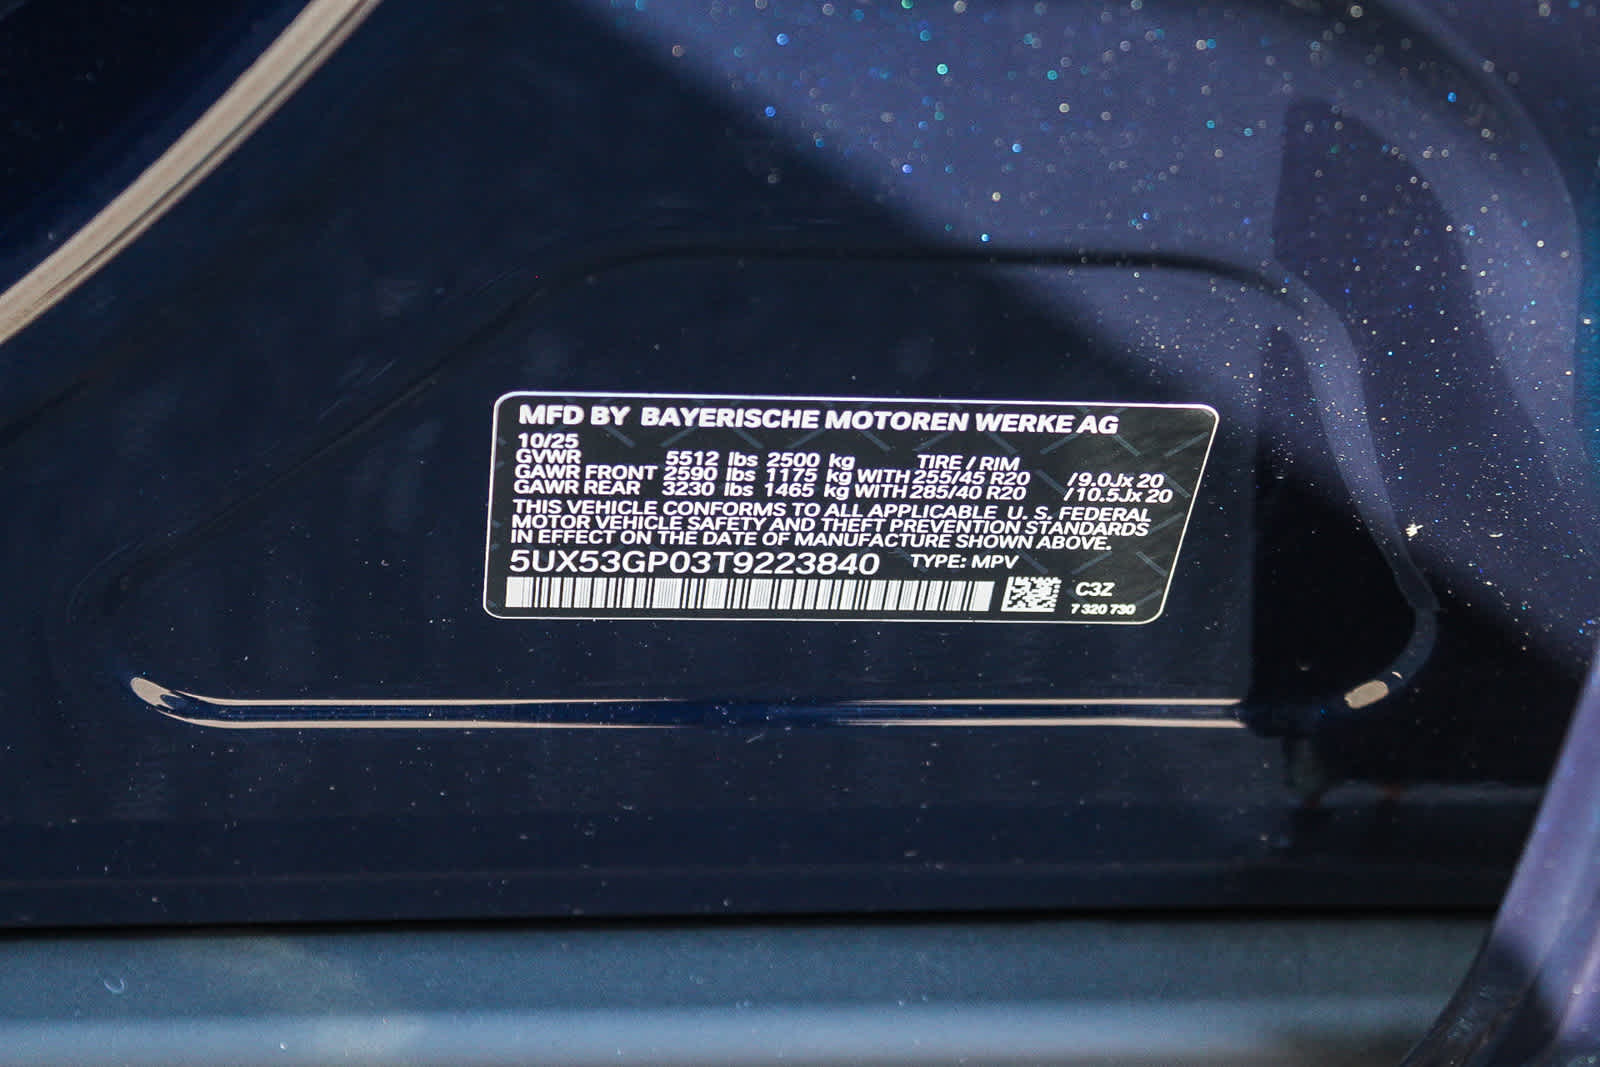 MFD BY BAYERISCHE MOTOREN WERKE AG
10/25
GVWR 5512 lbs 2500 kg TIRE / RIM
GAWR FRONT 2590 lbs 1175 kg WITH 255/45 R20 /9.0Jx 20
GAWR REAR 3230 lbs 1465 kg WITH 285/40 R20 /10.5Jx 20
THIS VEHICLE CONFORMS TO ALL APPLICABLE U. S. FEDERAL
MOTOR VEHICLE SAFETY AND THEFT PREVENTION STANDARDS
IN EFFECT ON THE DATE OF MANUFACTURE SHOWN ABOVE.
5UX53GP03T9223840 TYPE: MPV
C3Z
7 320 730